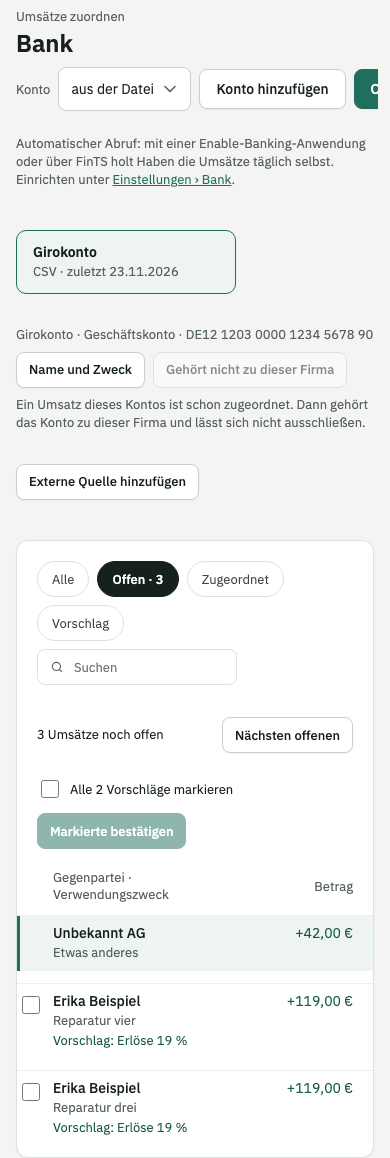 Umsätze zuordnen
Bank
Konto aus der Datei Konto hinzufügen
Automatischer Abruf: mit einer Enable-Banking-Anwendung
oder über FinTS holt Haben die Umsätze täglich selbst.
Einrichten unter Einstellungen › Bank.
Girokonto
CSV · zuletzt 23.11.2026
Girokonto · Geschäftskonto · DE12 1203 0000 1234 5678 90
Name und Zweck Gehört nicht zu dieser Firma
Ein Umsatz dieses Kontos ist schon zugeordnet. Dann gehört
das Konto zu dieser Firma und lässt sich nicht ausschließen.
Externe Quelle hinzufügen
Alle Offen · 3 Zugeordnet
Vorschlag
Suchen
3 Umsätze noch offen Nächsten offenen
Alle 2 Vorschläge markieren
Markierte bestätigen
Gegenpartei ·
Verwendungszweck Betrag
Unbekannt AG +42,00 €
Etwas anderes
Erika Beispiel +119,00 €
Reparatur vier
Vorschlag: Erlöse 19 %
Erika Beispiel +119,00 €
Reparatur drei
Vorschlag: Erlöse 19 %